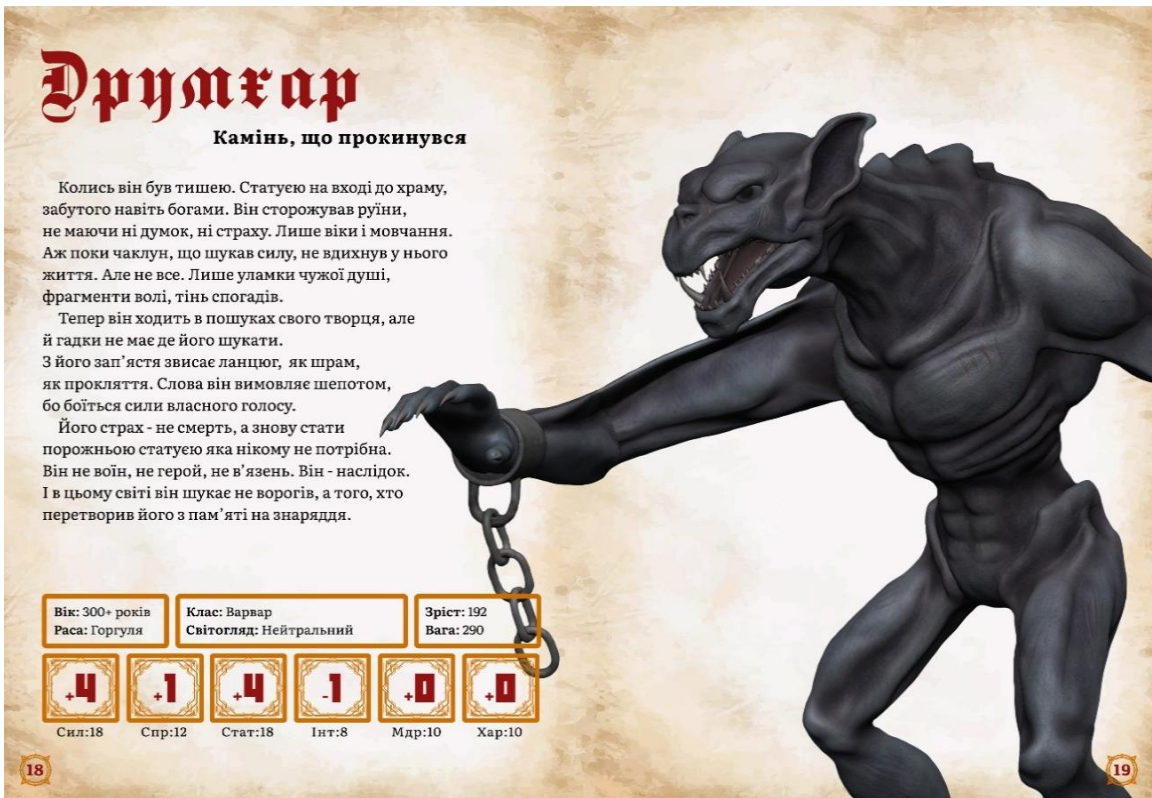 Друмхар
Камінь, що прокинувся
Колись він був тишею. Статуєю на вході до храму,
забутого навіть богами. Він сторожував руїни,
не маючи ні думок, ні страху. Лише віки і мовчання.
Аж поки чаклун, що шукав силу, не вдихнув у нього
життя. Але не все. Лише уламки чужої душі,
фрагменти волі, тінь спогадів.
Тепер він ходить в пошуках свого творця, але
й гадки не має де його шукати.
З його зап’ястя звисає ланцюг, як шрам,
як прокляття. Слова він вимовляє шепотом,
бо боїться сили власного голосу.
Його страх - не смерть, а знову стати
порожньою статуєю яка нікому не потрібна.
Він не воїн, не герой, не в’язень. Він - наслідок.
І в цьому світі він шукає не ворогів, а того, хто
перетворив його з пам’яті на знаряддя.
Вік: 300+ років
Раса: Горгуля
Клас: Варвар
Світогляд: Нейтральний
Зріст: 192
Вага: 290
+4 +1 +4 -1 +0 +0
Сил:18 Спр:12 Стат:18 Інт:8 Мдр:10 Хар:10
18
19